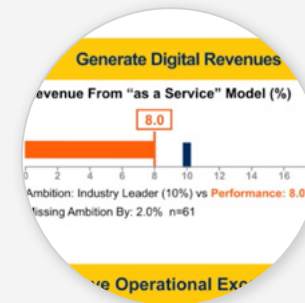 Generate Digital Revenues
evenue From “as a Service” Model (%)
8.0
0 2 4 6 8 10 12 14 16
Ambition: Industry Leader (10%) vs Performance: 8.0
Missing Ambition By: 2.0% n=61
ve Operational Exc